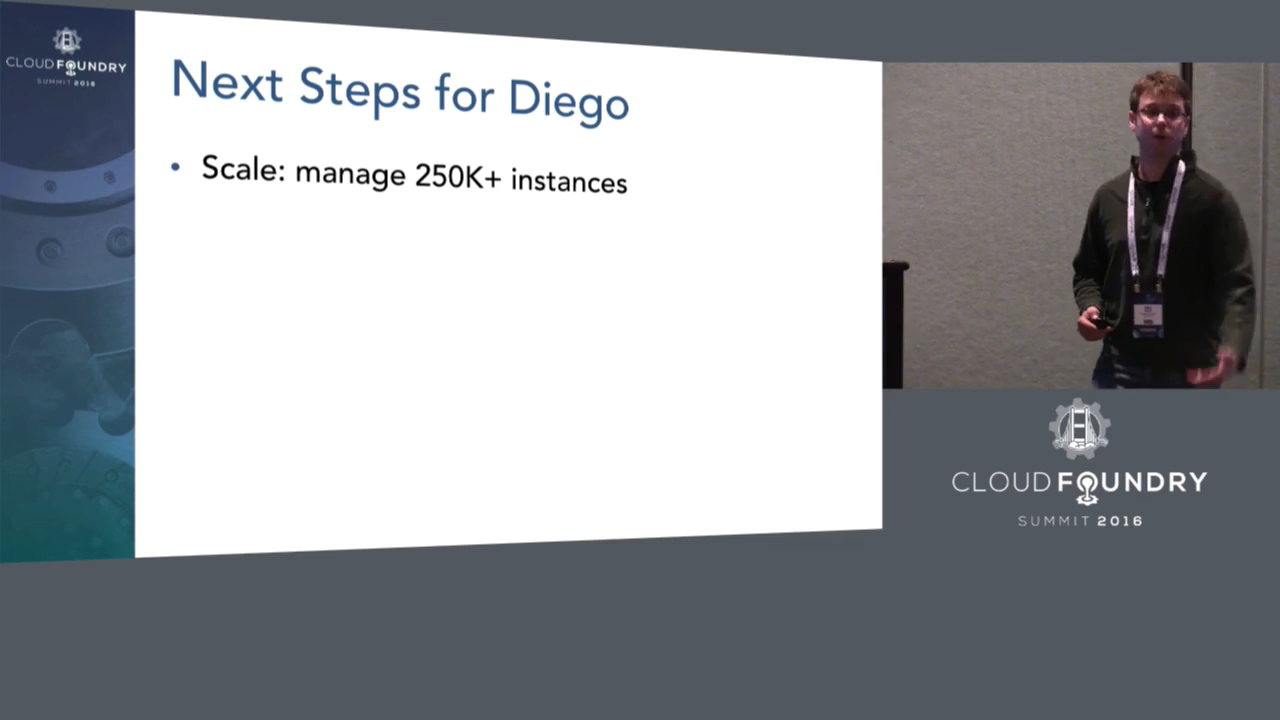 CLOUD FOUNDRY
SUMMIT 2016
Next Steps for Diego
• Scale: manage 250K+ instances
CLOUD FOUNDRY
SUMMIT 2016